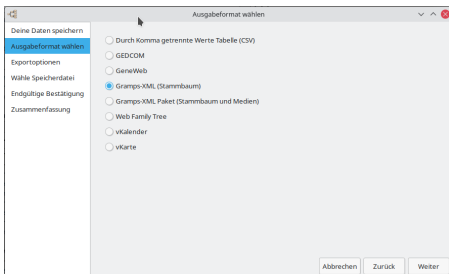 Ausgabeformat wählen
Deine Daten speichern
Ausgabeformat wählen
Exportoptionen
Wähle Speicherdatei
Endgültige Bestätigung
Zusammenfassung
Durch Komma getrennte Werte Tabelle (CSV)
GEDCOM
GeneWeb
Gramps-XML (Stammbaum)
Gramps-XML Paket (Stammbaum und Medien)
Web Family Tree
vKalender
vKarte
Abbrechen Zurück Weiter